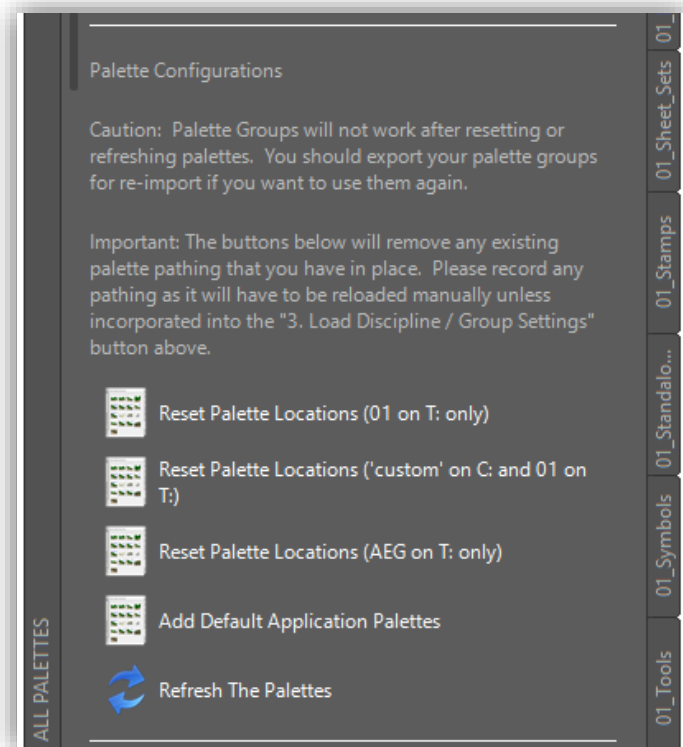 Palette Configurations
Caution:  Palette Groups will not work after resetting or
refreshing palettes.  You should export your palette groups
for re-import if you want to use them again.
Important: The buttons below will remove any existing
palette pathing that you have in place.  Please record any
pathing as it will have to be reloaded manually unless
incorporated into the "3. Load Discipline / Group Settings"
button above.
Reset Palette Locations (01 on T: only)
Reset Palette Locations ('custom' on C: and 01 on
T:)
Reset Palette Locations (AEG on T: only)
Add Default Application Palettes
Refresh The Palettes
ALL PALETTES
01_
01_Sheet_Sets
01_Stamps
01_Standalo...
01_Symbols
01_Tools